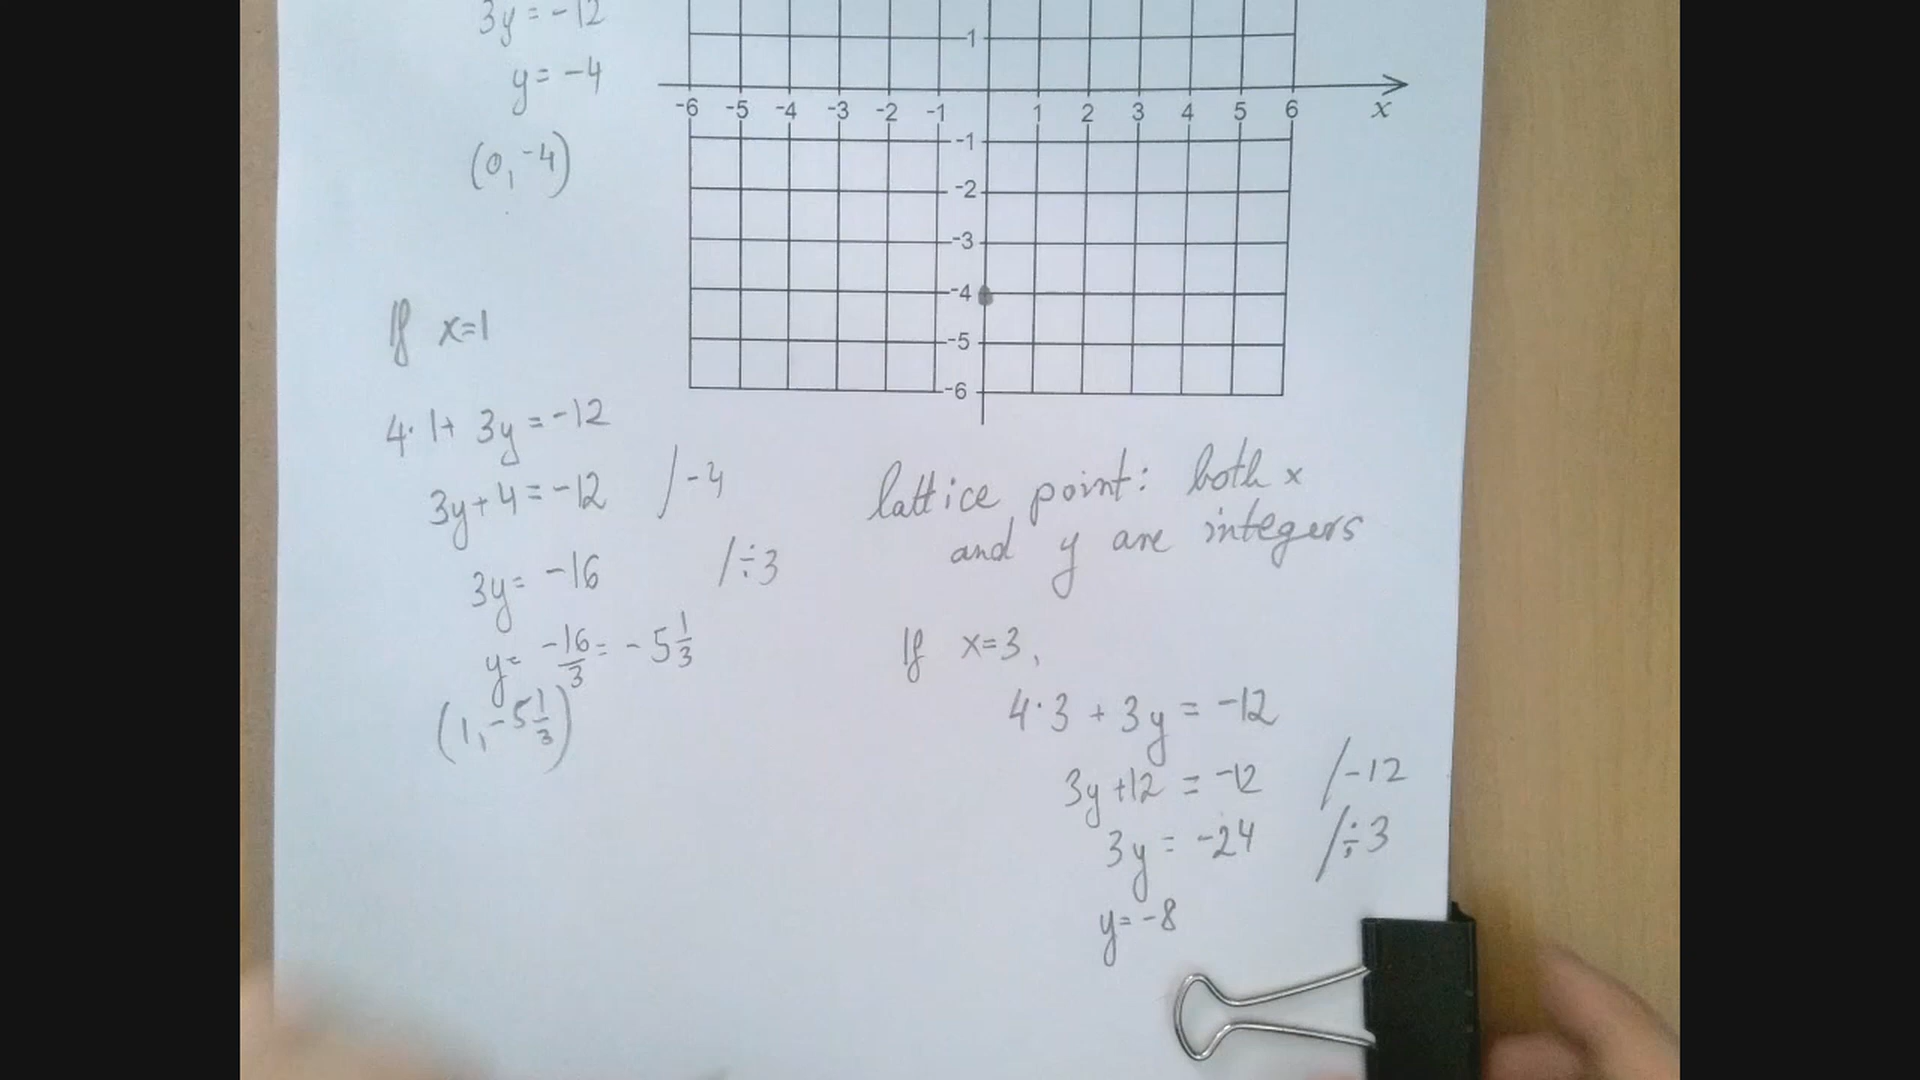 3y = -12
y = -4
(0, -4)
1
-6 -5 -4 -3 -2 -1 1 2 3 4 5 6
x
-1
-2
-3
-4
-5
-6
If x=1
4· 1+ 3y = -12
3y+4 = -12 /-4
3y= -16 /÷3
y= -16/3 = -5 1/3
(1, -5 1/3)
lattice point: both x
and y are integers
If x=3,
4·3 + 3y = -12
3y+12 = -12 /-12
3y = -24 /÷3
y= -8